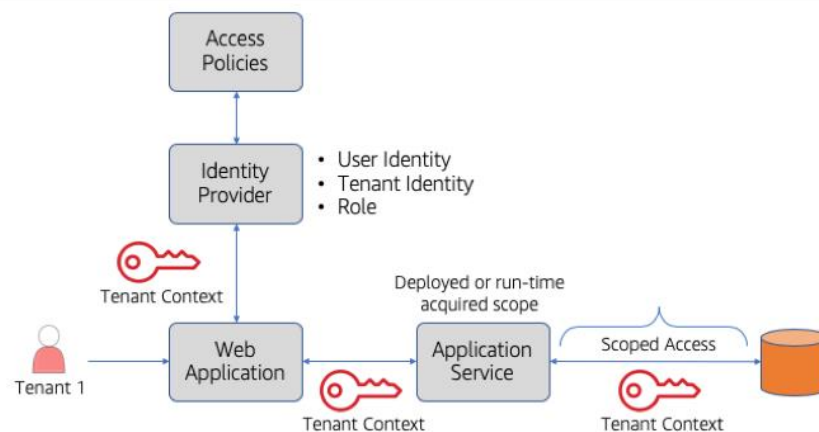 Access
Policies
Identity
Provider
• User Identity
• Tenant Identity
• Role
Tenant Context
Deployed or run-time
acquired scope
Tenant 1
Web
Application
Application
Service
Scoped Access
Tenant Context
Tenant Context